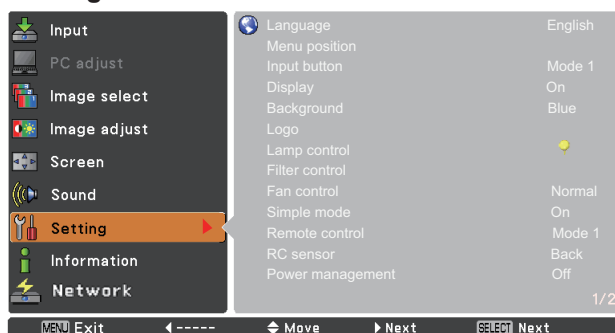 Input
PC adjust
Image select
Image adjust
Screen
Sound
Setting
Information
Network
Language English
Menu position
Input button Mode 1
Display On
Background Blue
Logo
Lamp control
Filter control
Fan control Normal
Simple mode On
Remote control Mode 1
RC sensor Back
Power management Off
1/2
MENU Exit ----- Move Next SELECT Next